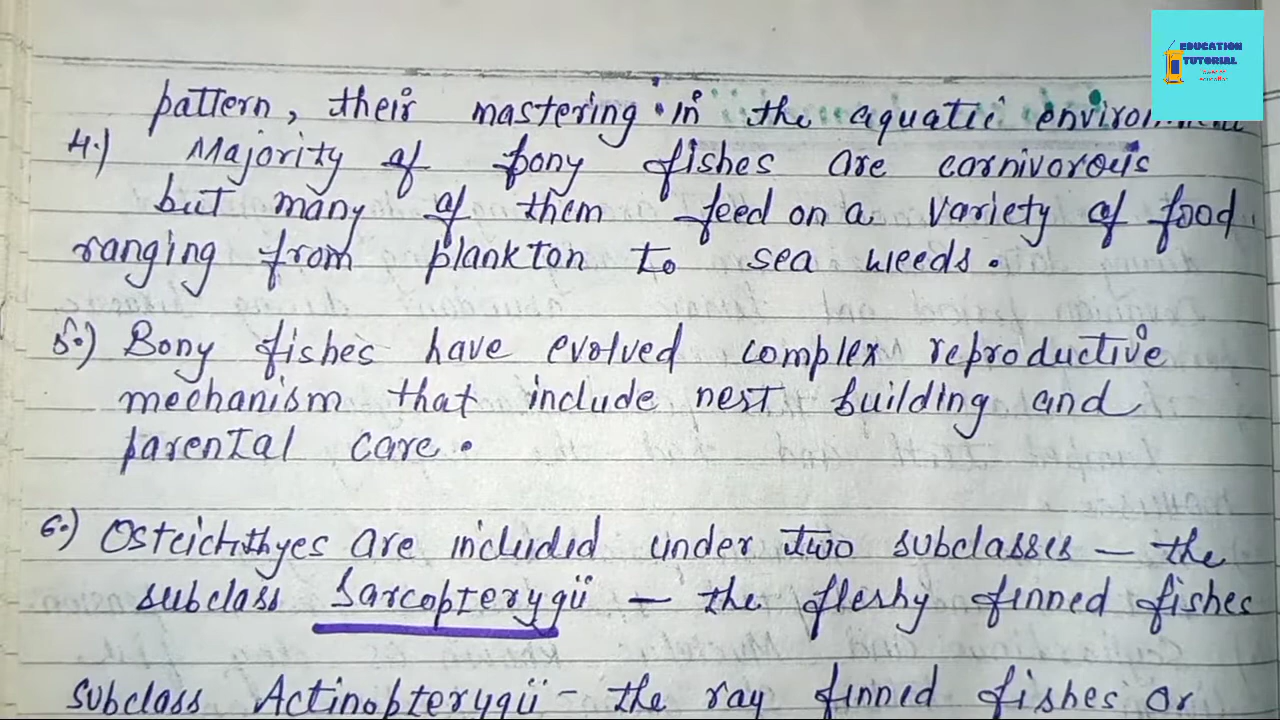 EDUCATION
TUTORIAL
pattern, their mastering in the aquatic environment
4.) Majority of bony fishes are carnivorous
but many of them feed on a variety of food
ranging from plankton to sea weeds.
5.) Bony fishes have evolved complex reproductive
mechanism that include nest building and
parental care.
6.) Osteichthyes are included under two subclasses – the
subclass Sarcopterygii – the fleshy finned fishes
subclass Actinopterygii – the ray finned fishes or